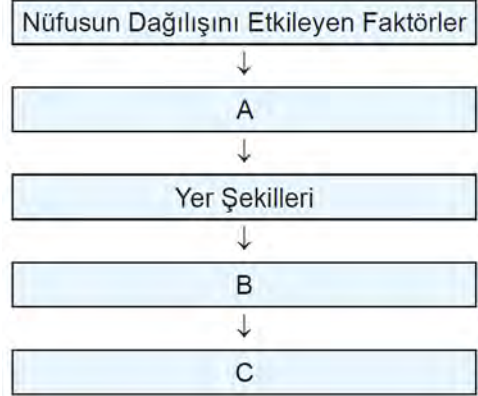 Nüfusun Dağılışını Etkileyen Faktörler
↓
A
↓
Yer Şekilleri
↓
B
↓
C